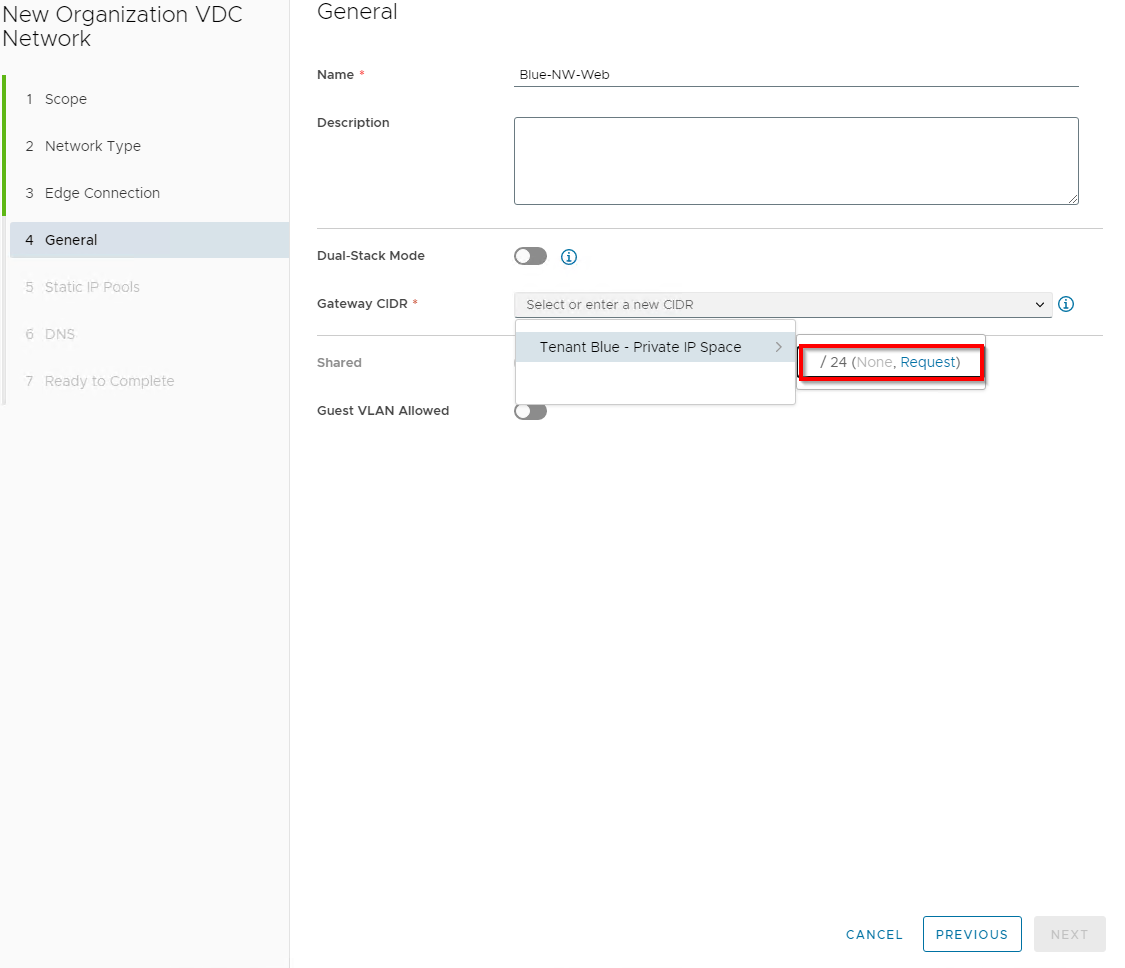 New Organization VDC
Network
1 Scope
2 Network Type
3 Edge Connection
4 General
5 Static IP Pools
6 DNS
7 Ready to Complete
General
Name *
Blue-NW-Web
Description
Dual-Stack Mode
Gateway CIDR *
Select or enter a new CIDR
Tenant Blue - Private IP Space
/ 24 (None, Request)
Shared
Guest VLAN Allowed
CANCEL
PREVIOUS
NEXT